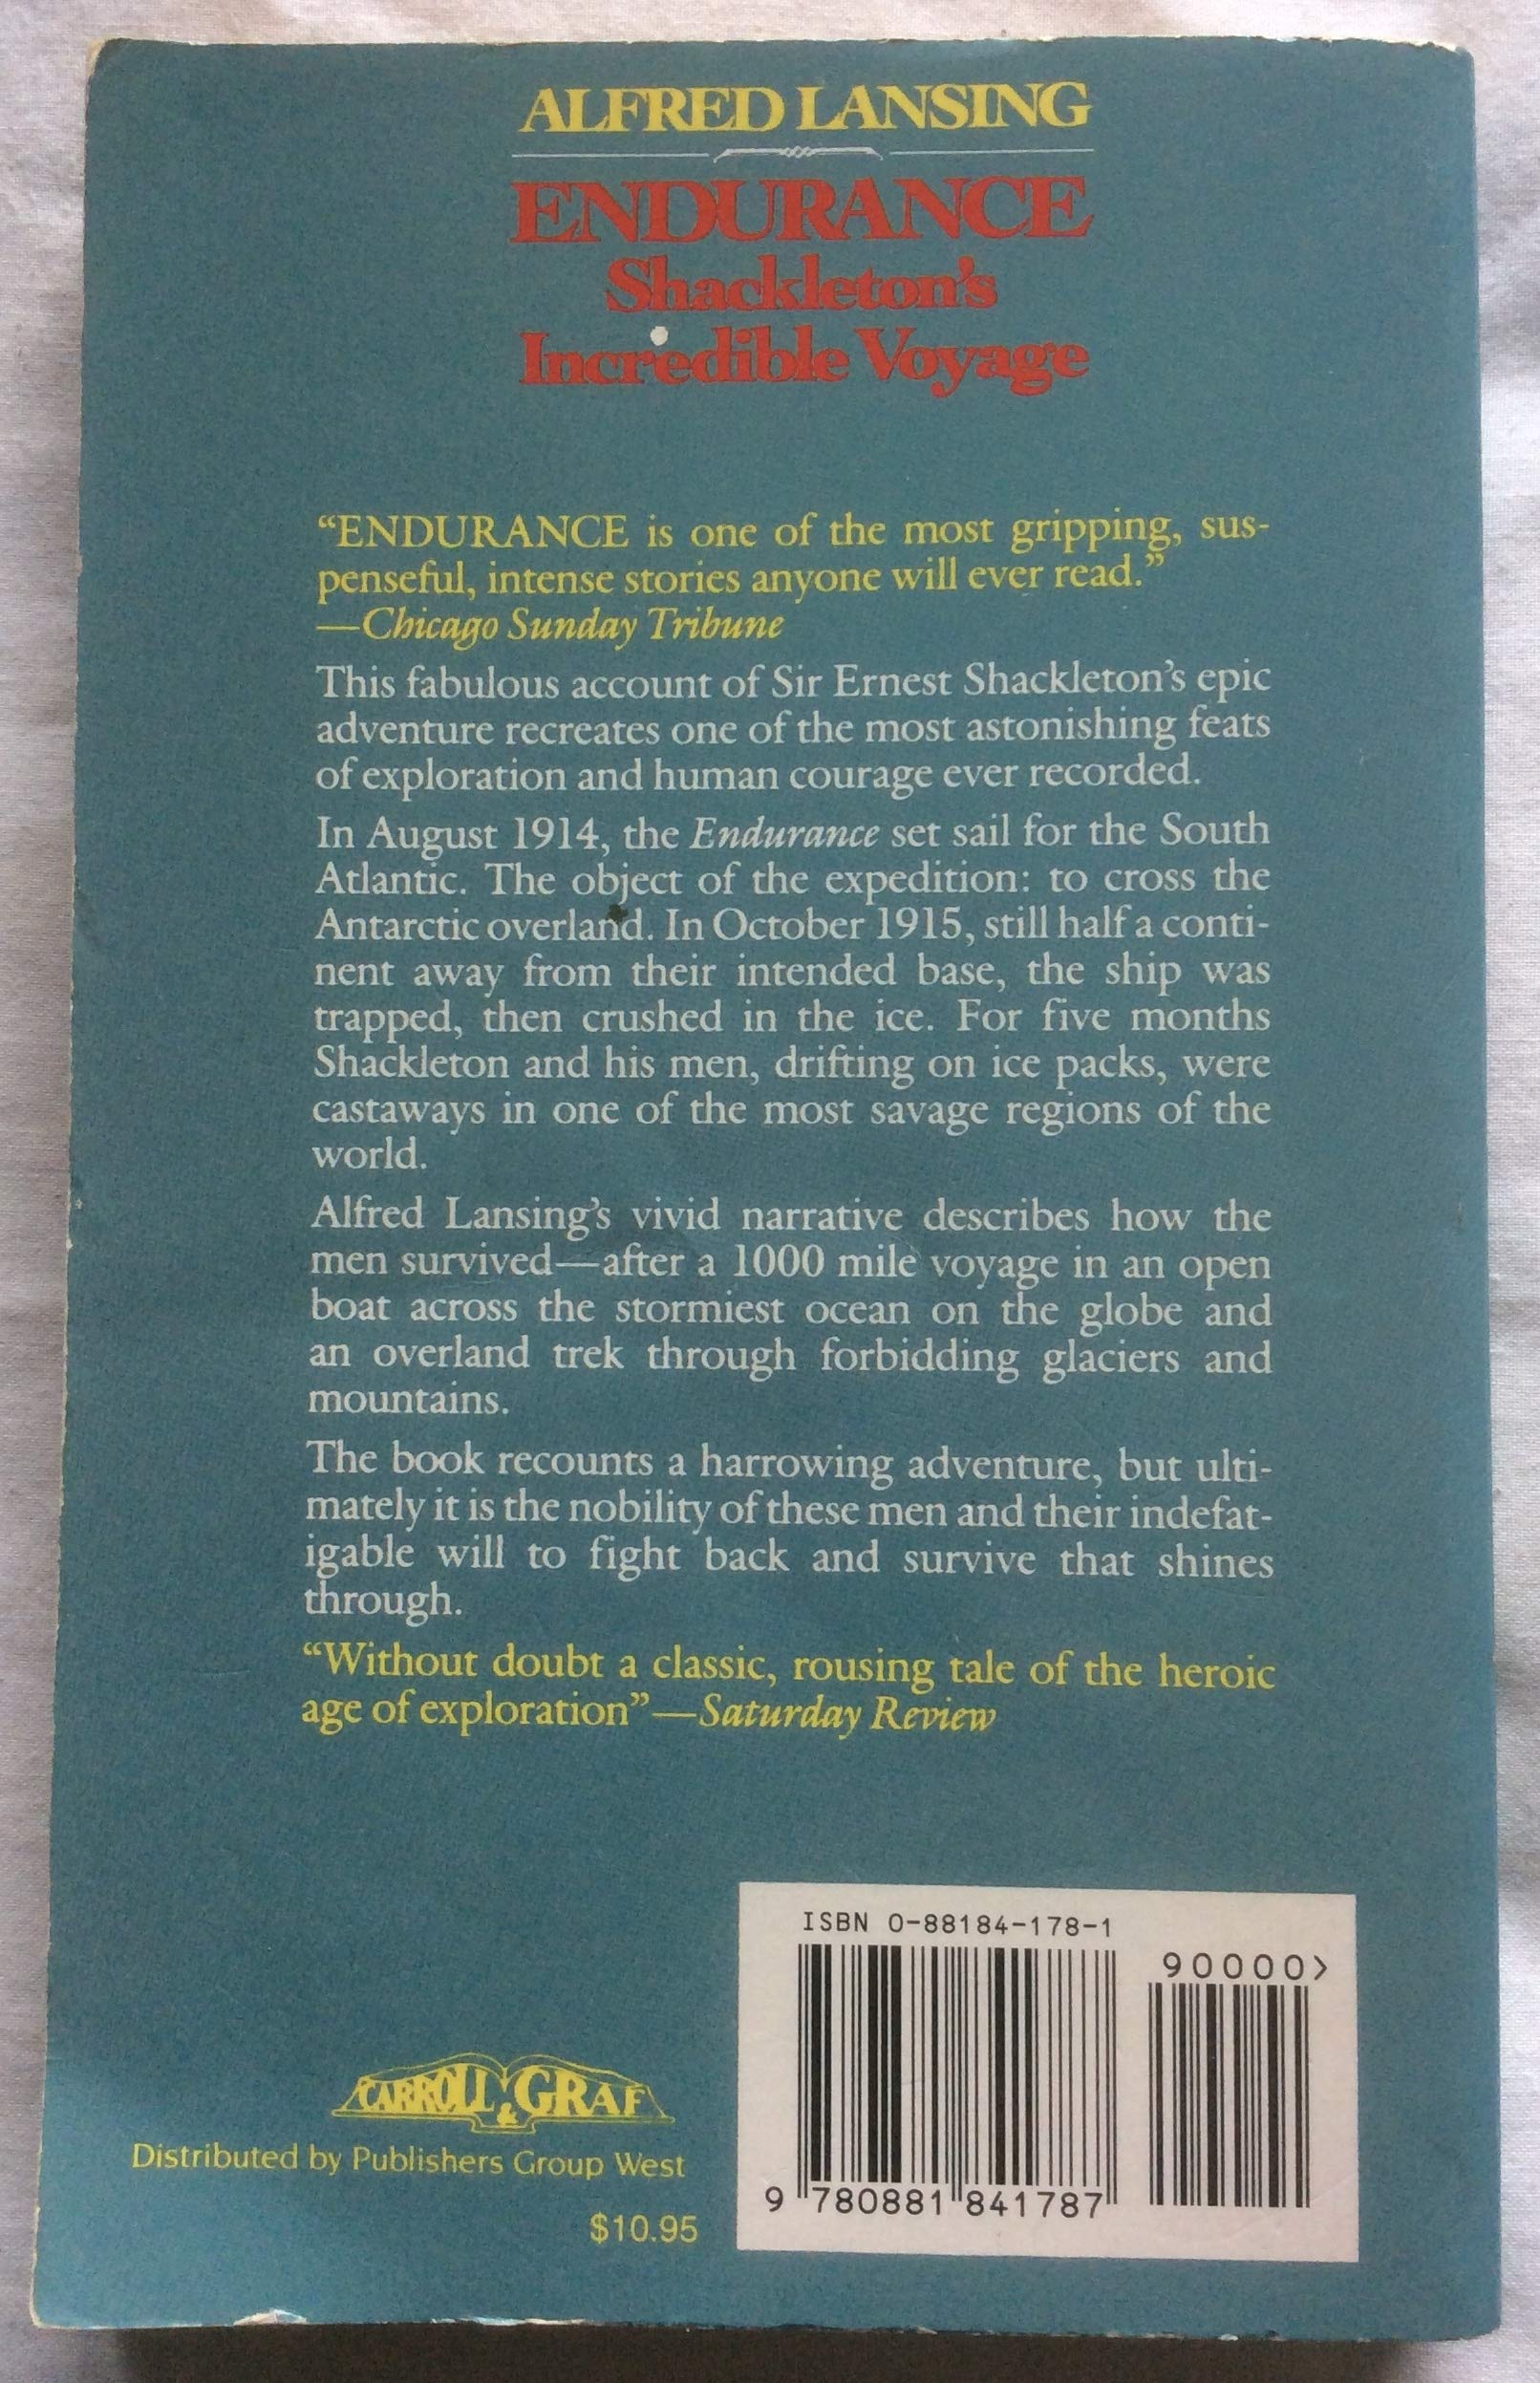 ALFRED LANSING
ENDURANCE
Shackleton's
Incredible Voyage
“ENDURANCE is one of the most gripping, sus-
penseful, intense stories anyone will ever read.”
—Chicago Sunday Tribune
This fabulous account of Sir Ernest Shackleton's epic
adventure recreates one of the most astonishing feats
of exploration and human courage ever recorded.
In August 1914, the Endurance set sail for the South
Atlantic. The object of the expedition: to cross the
Antarctic overland. In October 1915, still half a conti-
nent away from their intended base, the ship was
trapped, then crushed in the ice. For five months
Shackleton and his men, drifting on ice packs, were
castaways in one of the most savage regions of the
world.
Alfred Lansing's vivid narrative describes how the
men survived—after a 1000 mile voyage in an open
boat across the stormiest ocean on the globe and
an overland trek through forbidding glaciers and
mountains.
The book recounts a harrowing adventure, but ulti-
mately it is the nobility of these men and their indefat-
igable will to fight back and survive that shines
through.
“Without doubt a classic, rousing tale of the heroic
age of exploration”—Saturday Review
ISBN 0-88184-178-1
90000>
9 780881 841787
CARROLL & GRAF
Distributed by Publishers Group West
$10.95